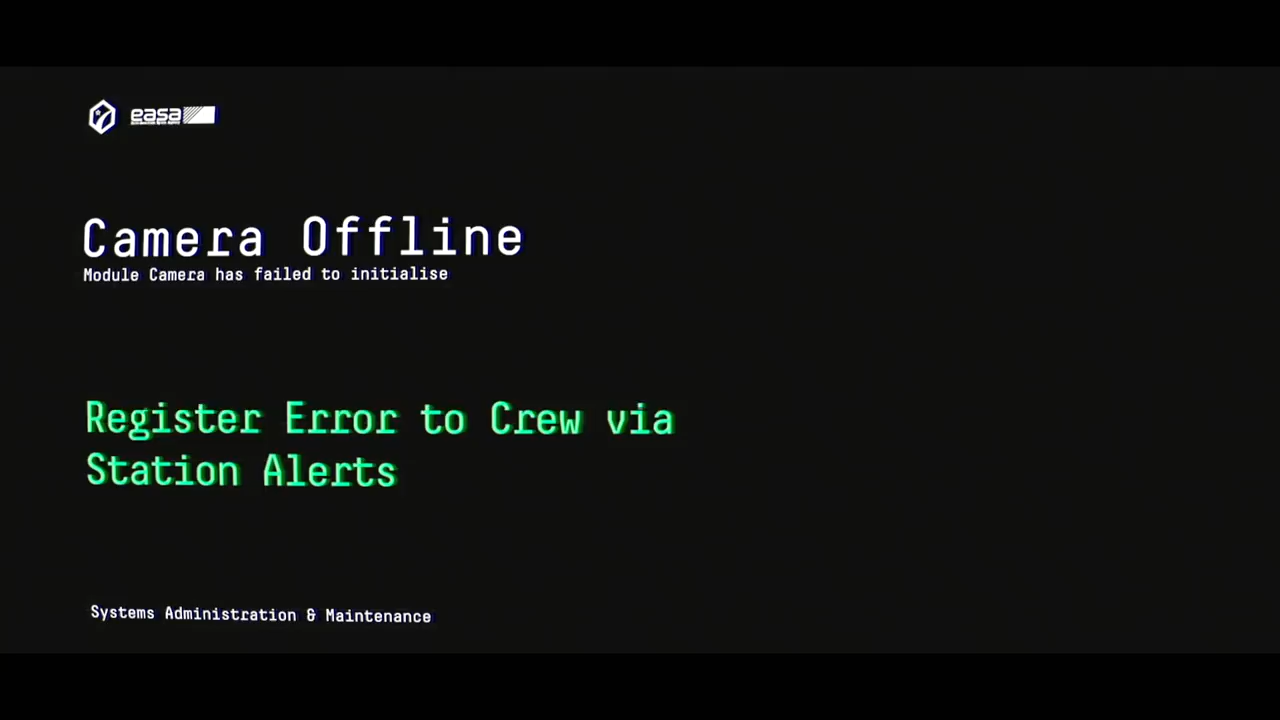 easa
Camera Offline
Module Camera has failed to initialise
Register Error to Crew via
Station Alerts
Systems Administration & Maintenance